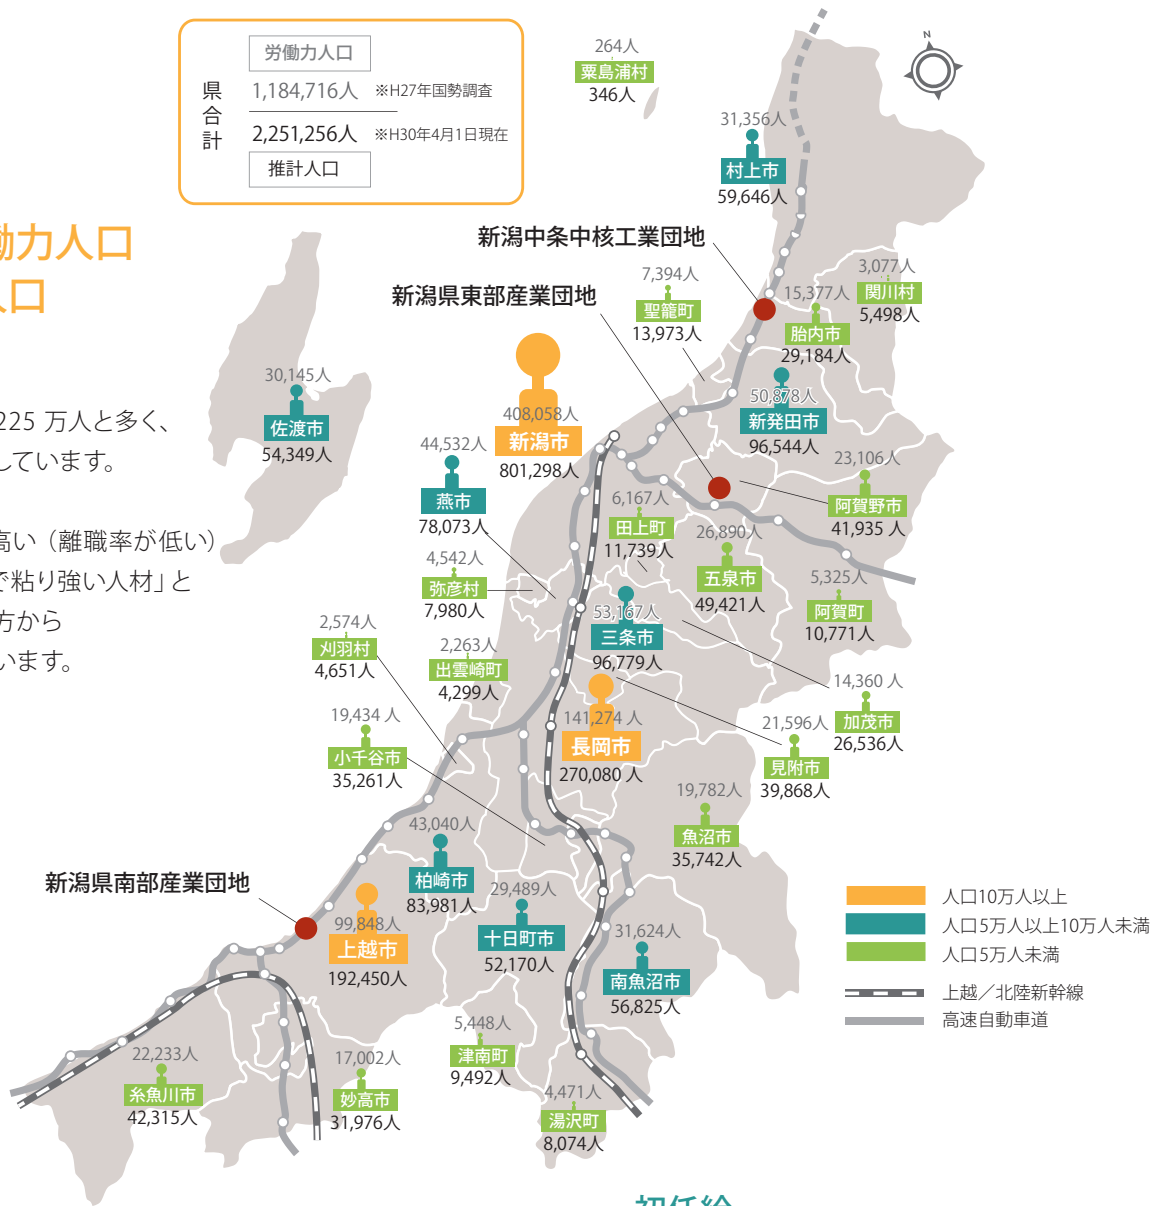 労働力人口
県合計
1,184,716人 ※H27年国勢調査
2,251,256人 ※H30年4月1日現在
推計人口
働力人口
人口
225 万人と多く、
しています。
高い（離職率が低い）
で粘り強い人材」と
方から
います。
N
264人
粟島浦村
346人
31,356人
村上市
59,646人
新潟中条中核工業団地
7,394人
聖籠町
13,973人
3,077人
関川村
5,498人
15,377人
胎内市
29,184人
新潟県東部産業団地
30,145人
佐渡市
54,349人
408,058人
新潟市
801,298人
50,878人
新発田市
96,544人
44,532人
燕市
78,073人
23,106人
阿賀野市
41,935 人
6,167人
田上町
11,739人
26,890人
五泉市
49,421人
4,542人
弥彦村
7,980人
5,325人
阿賀町
10,771人
53,167人
三条市
96,779人
2,574人
刈羽村
4,651人
2,263人
出雲崎町
4,299人
14,360 人
加茂市
26,536人
141,274 人
長岡市
270,080 人
19,434 人
小千谷市
35,261人
21,596人
見附市
39,868人
19,782人
魚沼市
35,742人
43,040人
柏崎市
83,981人
新潟県南部産業団地
99,848人
上越市
192,450人
29,489人
十日町市
52,170人
31,624人
南魚沼市
56,825人
人口10万人以上
人口5万人以上10万人未満
人口5万人未満
上越／北陸新幹線
高速自動車道
5,448人
津南町
9,492人
22,233人
糸魚川市
42,315人
17,002人
妙高市
31,976人
4,471人
湯沢町
8,074人
初任給